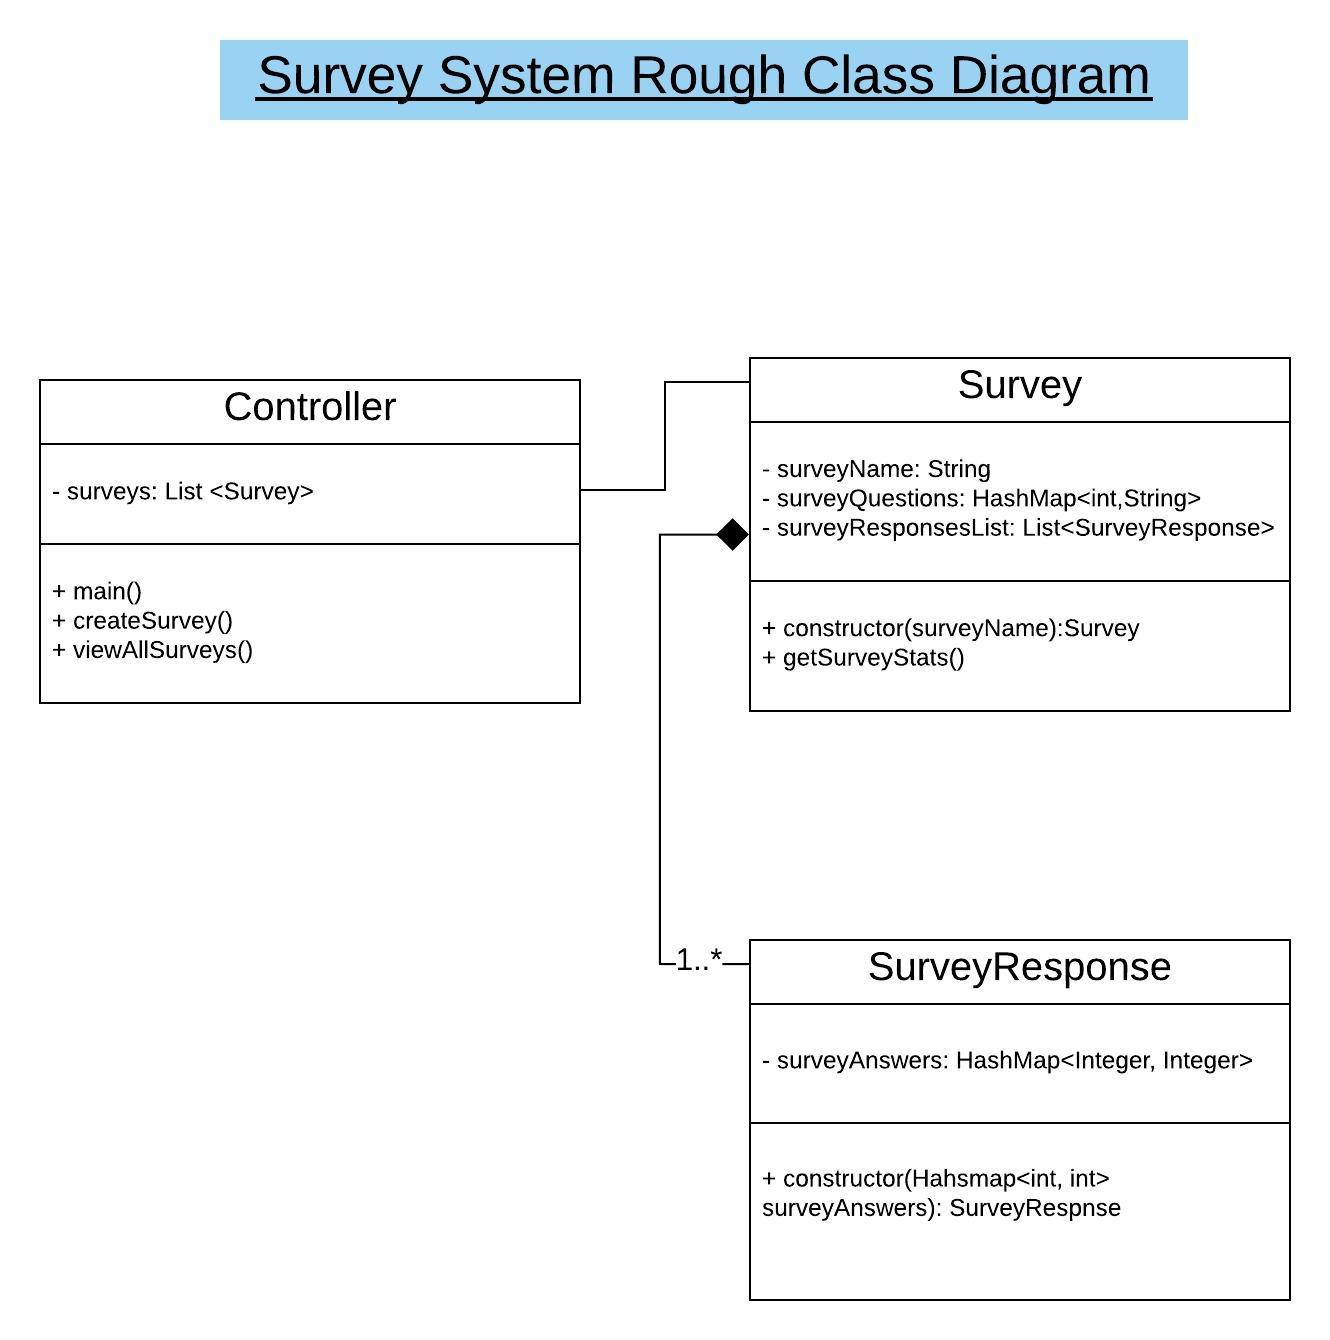 Survey System Rough Class Diagram
Controller
- surveys: List <Survey>
+ main()
+ createSurvey()
+ viewAllSurveys()
Survey
- surveyName: String
- surveyQuestions: HashMap<int,String>
- surveyResponsesList: List<SurveyResponse>
+ constructor(surveyName):Survey
+ getSurveyStats()
1..*
SurveyResponse
- surveyAnswers: HashMap<Integer, Integer>
+ constructor(Hahsmap<int, int>
surveyAnswers): SurveyRespnse